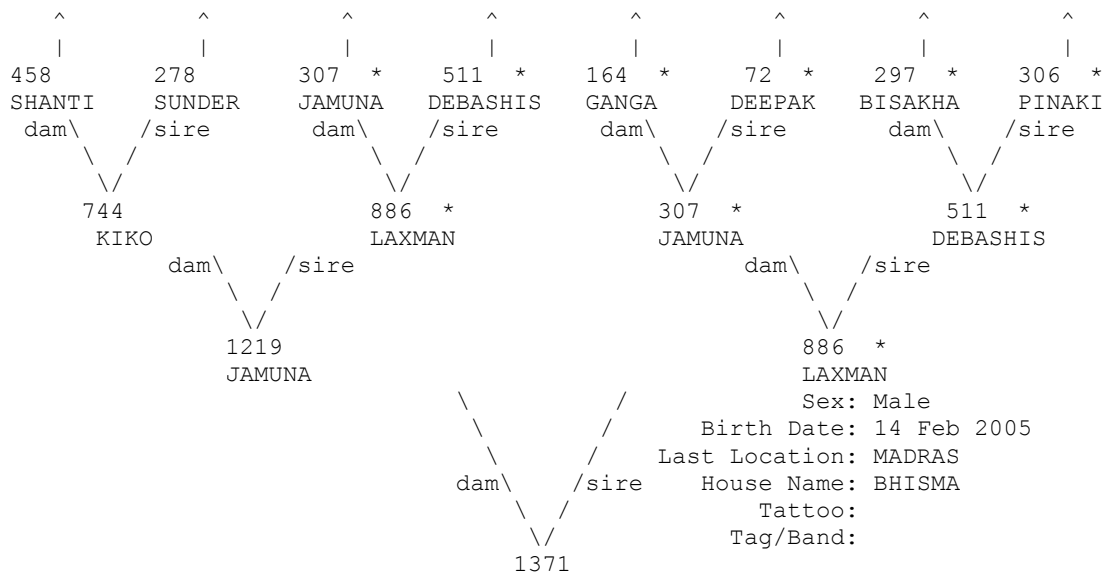 ^ ^ ^ ^ ^ ^ ^ ^
| | | | | | | |
458 278 307 * 511 * 164 * 72 * 297 * 306 *
SHANTI SUNDER JAMUNA DEBASHIS GANGA DEEPAK BISAKHA PINAKI
dam\ /sire dam\ /sire dam\ /sire dam\ /sire
\ / \ / \ / \ /
\/ \/ \/ \/
744 886 * 307 * 511 *
KIKO LAXMAN JAMUNA DEBASHIS
dam\ /sire dam\ /sire
\ / \ /
\/ \/
1219 886 *
JAMUNA LAXMAN
\ / Sex: Male
\ / Birth Date: 14 Feb 2005
\ / Last Location: MADRAS
dam\ /sire House Name: BHISMA
\ / Tattoo:
\/ Tag/Band:
1371